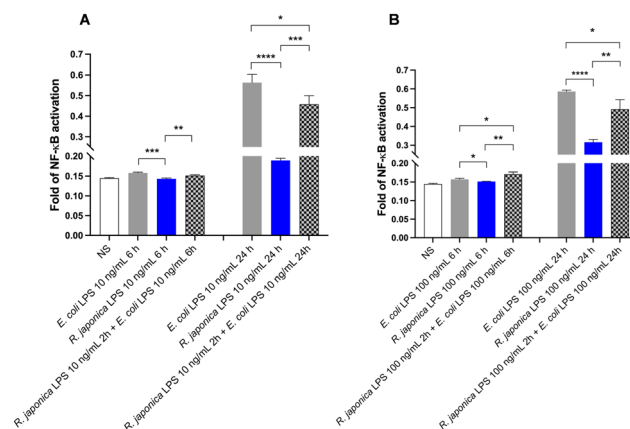 A
Fold of NF-κB activation
0.7
0.6
0.5
0.4
0.3
0.20
0.15
0.10
0.05
0.00
*
***
****
***
**
NS
E. coli LPS 10 ng/mL 6 h
R. japonica LPS 10 ng/mL 6 h
R. japonica LPS 10 ng/mL 2h + E. coli LPS 10 ng/mL 6h
E. coli LPS 10 ng/mL 24 h
R. japonica LPS 10 ng/mL 24 h
R. japonica LPS 10 ng/mL 2h + E. coli LPS 10 ng/mL 24h
B
Fold of NF-κB activation
0.7
0.6
0.5
0.4
0.3
0.20
0.15
0.10
0.05
0.00
*
**
****
*
**
*
NS
E. coli LPS 100 ng/mL 6 h
R. japonica LPS 100 ng/mL 6 h
R. japonica LPS 100 ng/mL 2h + E. coli LPS 100 ng/mL 6h
E. coli LPS 100 ng/mL 24 h
R. japonica LPS 100 ng/mL 24 h
R. japonica LPS 100 ng/mL 2h + E. coli LPS 100 ng/mL 24h